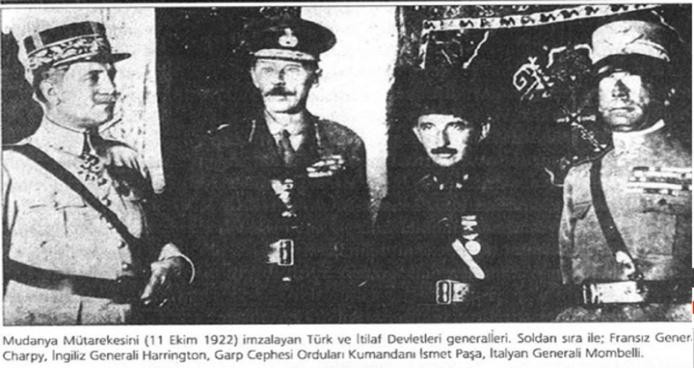 Mudanya Mütarekesini (11 Ekim 1922) imzalayan Türk ve İtilaf Devletleri generalleri. Soldan sıra ile; Fransız Gener
Charpy, İngiliz Generali Harrington, Garp Cephesi Orduları Kumandanı İsmet Paşa, İtalyan Generali Mombelli.